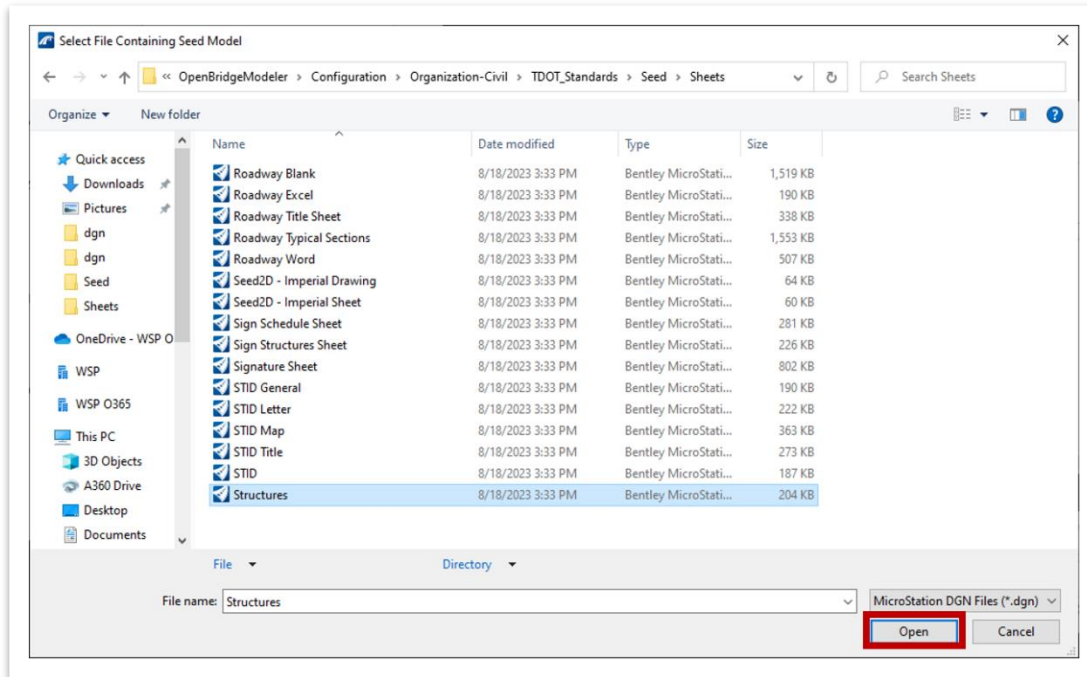 Select File Containing Seed Model
« OpenBridgeModeler › Configuration › Organization-Civil › TDOT_Standards › Seed › Sheets
Search Sheets
Organize
New folder
Name Date modified Type Size
Quick access
Downloads
Pictures
dgn
dgn
Seed
Sheets
OneDrive - WSP O
WSP
WSP O365
This PC
3D Objects
A360 Drive
Desktop
Documents
Roadway Blank 8/18/2023 3:33 PM Bentley MicroStati... 1,519 KB
Roadway Excel 8/18/2023 3:33 PM Bentley MicroStati... 190 KB
Roadway Title Sheet 8/18/2023 3:33 PM Bentley MicroStati... 338 KB
Roadway Typical Sections 8/18/2023 3:33 PM Bentley MicroStati... 1,553 KB
Roadway Word 8/18/2023 3:33 PM Bentley MicroStati... 507 KB
Seed2D - Imperial Drawing 8/18/2023 3:33 PM Bentley MicroStati... 64 KB
Seed2D - Imperial Sheet 8/18/2023 3:33 PM Bentley MicroStati... 60 KB
Sign Schedule Sheet 8/18/2023 3:33 PM Bentley MicroStati... 281 KB
Sign Structures Sheet 8/18/2023 3:33 PM Bentley MicroStati... 226 KB
Signature Sheet 8/18/2023 3:33 PM Bentley MicroStati... 802 KB
STID General 8/18/2023 3:33 PM Bentley MicroStati... 190 KB
STID Letter 8/18/2023 3:33 PM Bentley MicroStati... 222 KB
STID Map 8/18/2023 3:33 PM Bentley MicroStati... 363 KB
STID Title 8/18/2023 3:33 PM Bentley MicroStati... 273 KB
STID 8/18/2023 3:33 PM Bentley MicroStati... 187 KB
Structures 8/18/2023 3:33 PM Bentley MicroStati... 204 KB
File Directory
File name: Structures
MicroStation DGN Files (*.dgn)
Open Cancel